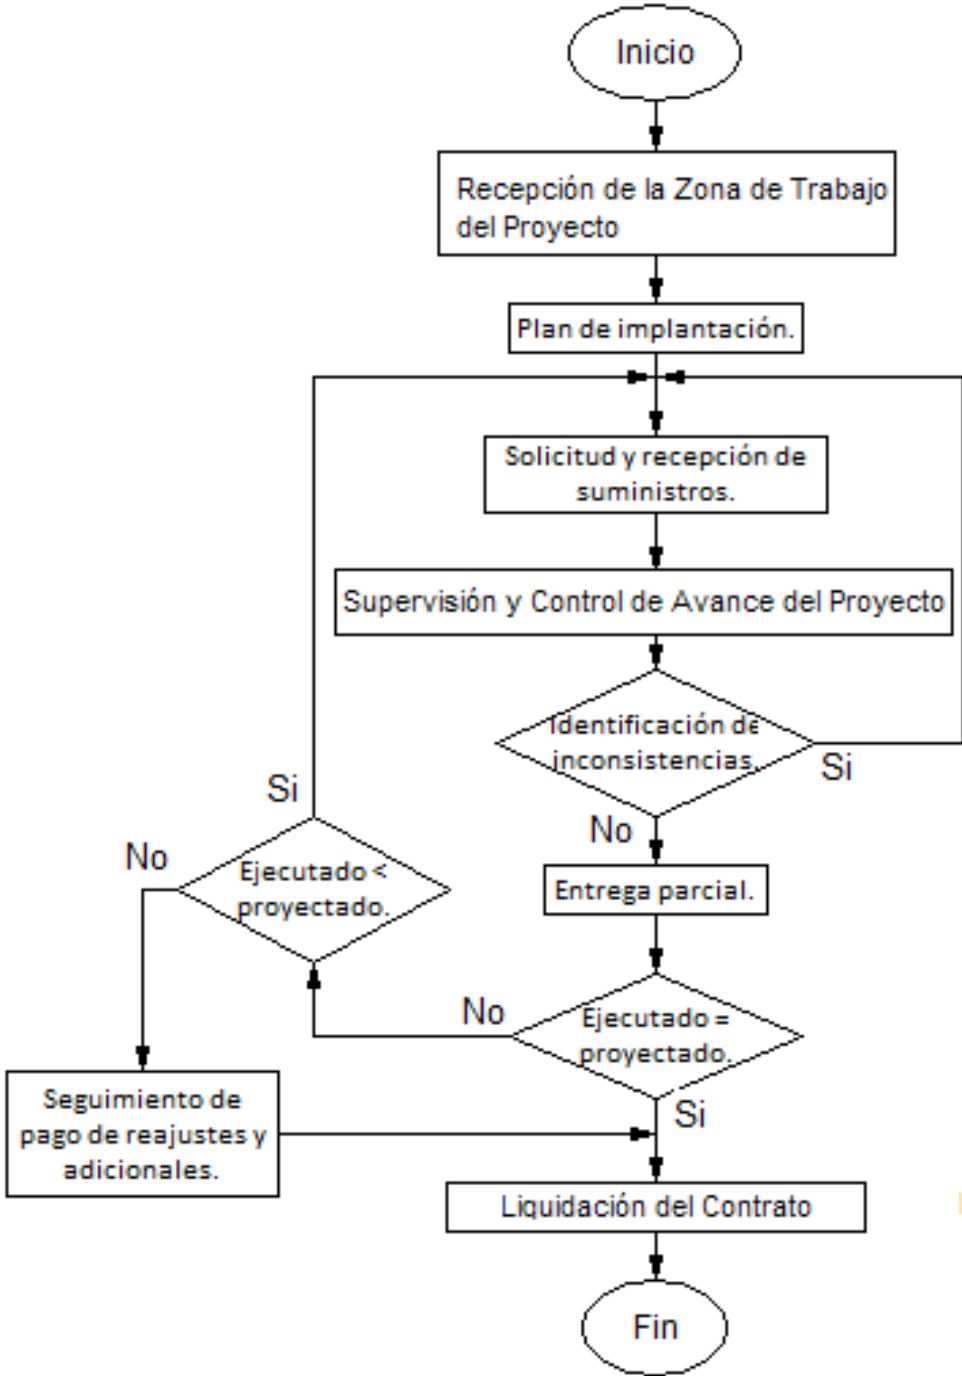 Inicio
Recepción de la Zona de Trabajo
del Proyecto
Plan de implantación.
Solicitud y recepción de
suministros.
Supervisión y Control de Avance del Proyecto
Identificación de
inconsistencias.
Si
No
Entrega parcial.
Ejecutado =
proyectado.
No
Si
Ejecutado <
proyectado.
Si
No
Seguimiento de
pago de reajustes y
adicionales.
Liquidación del Contrato
Fin